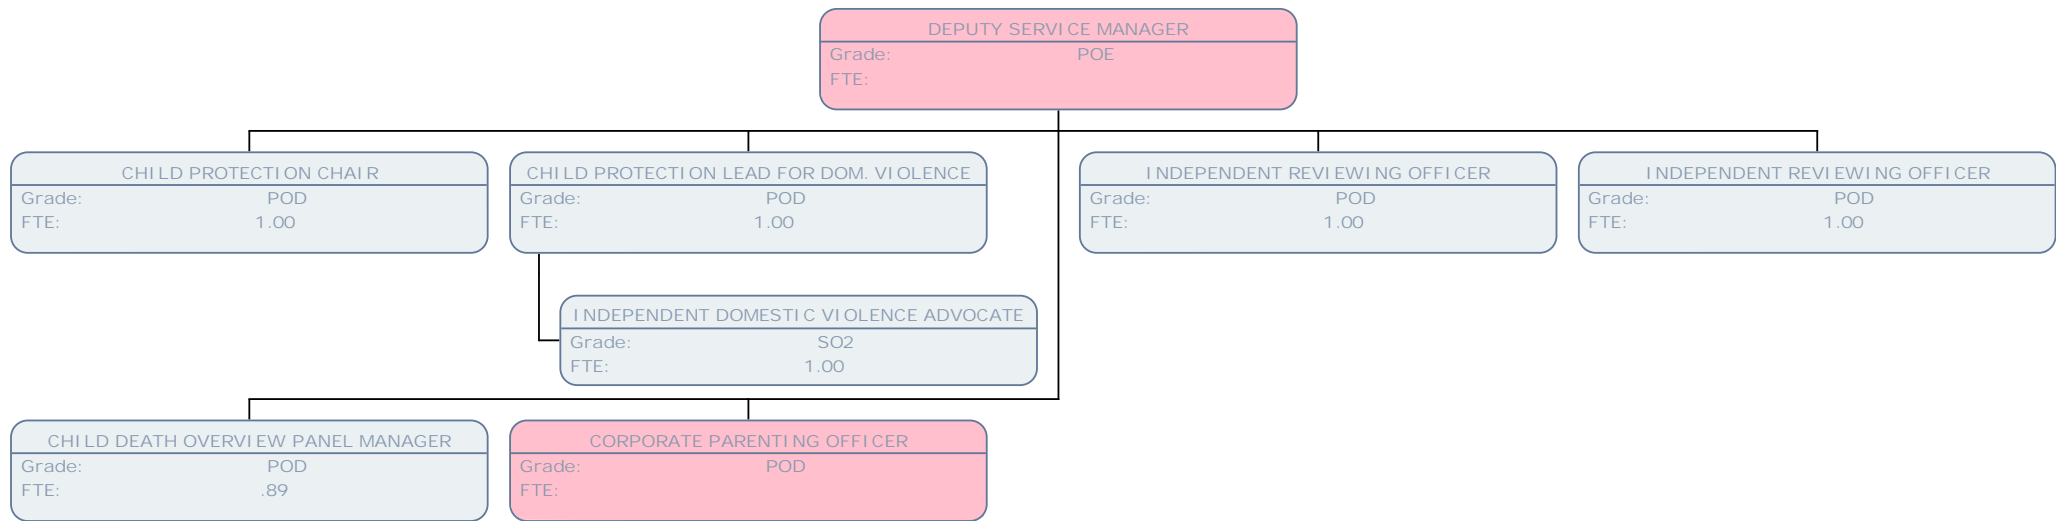 DEPUTY SERVICE MANAGER
Grade: POE
FTE:
CHILD PROTECTION CHAIR
Grade: POD
FTE: 1.00
CHILD PROTECTION LEAD FOR DOM. VIOLENCE
Grade: POD
FTE: 1.00
INDEPENDENT REVIEWING OFFICER
Grade: POD
FTE: 1.00
INDEPENDENT REVIEWING OFFICER
Grade: POD
FTE: 1.00
INDEPENDENT DOMESTIC VIOLENCE ADVOCATE
Grade: SO2
FTE: 1.00
CHILD DEATH OVERVIEW PANEL MANAGER
Grade: POD
FTE: .89
CORPORATE PARENTING OFFICER
Grade: POD
FTE: